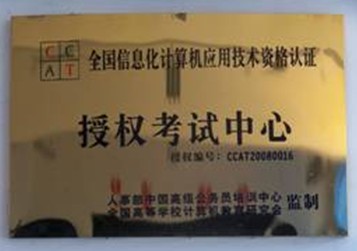 CC
AT
全国信息化计算机应用技术资格认证
授权考试中心
授权编号：CCAT20080016
人事部中国高级公务员培训中心
全国高等学校计算机教育研究会
监制